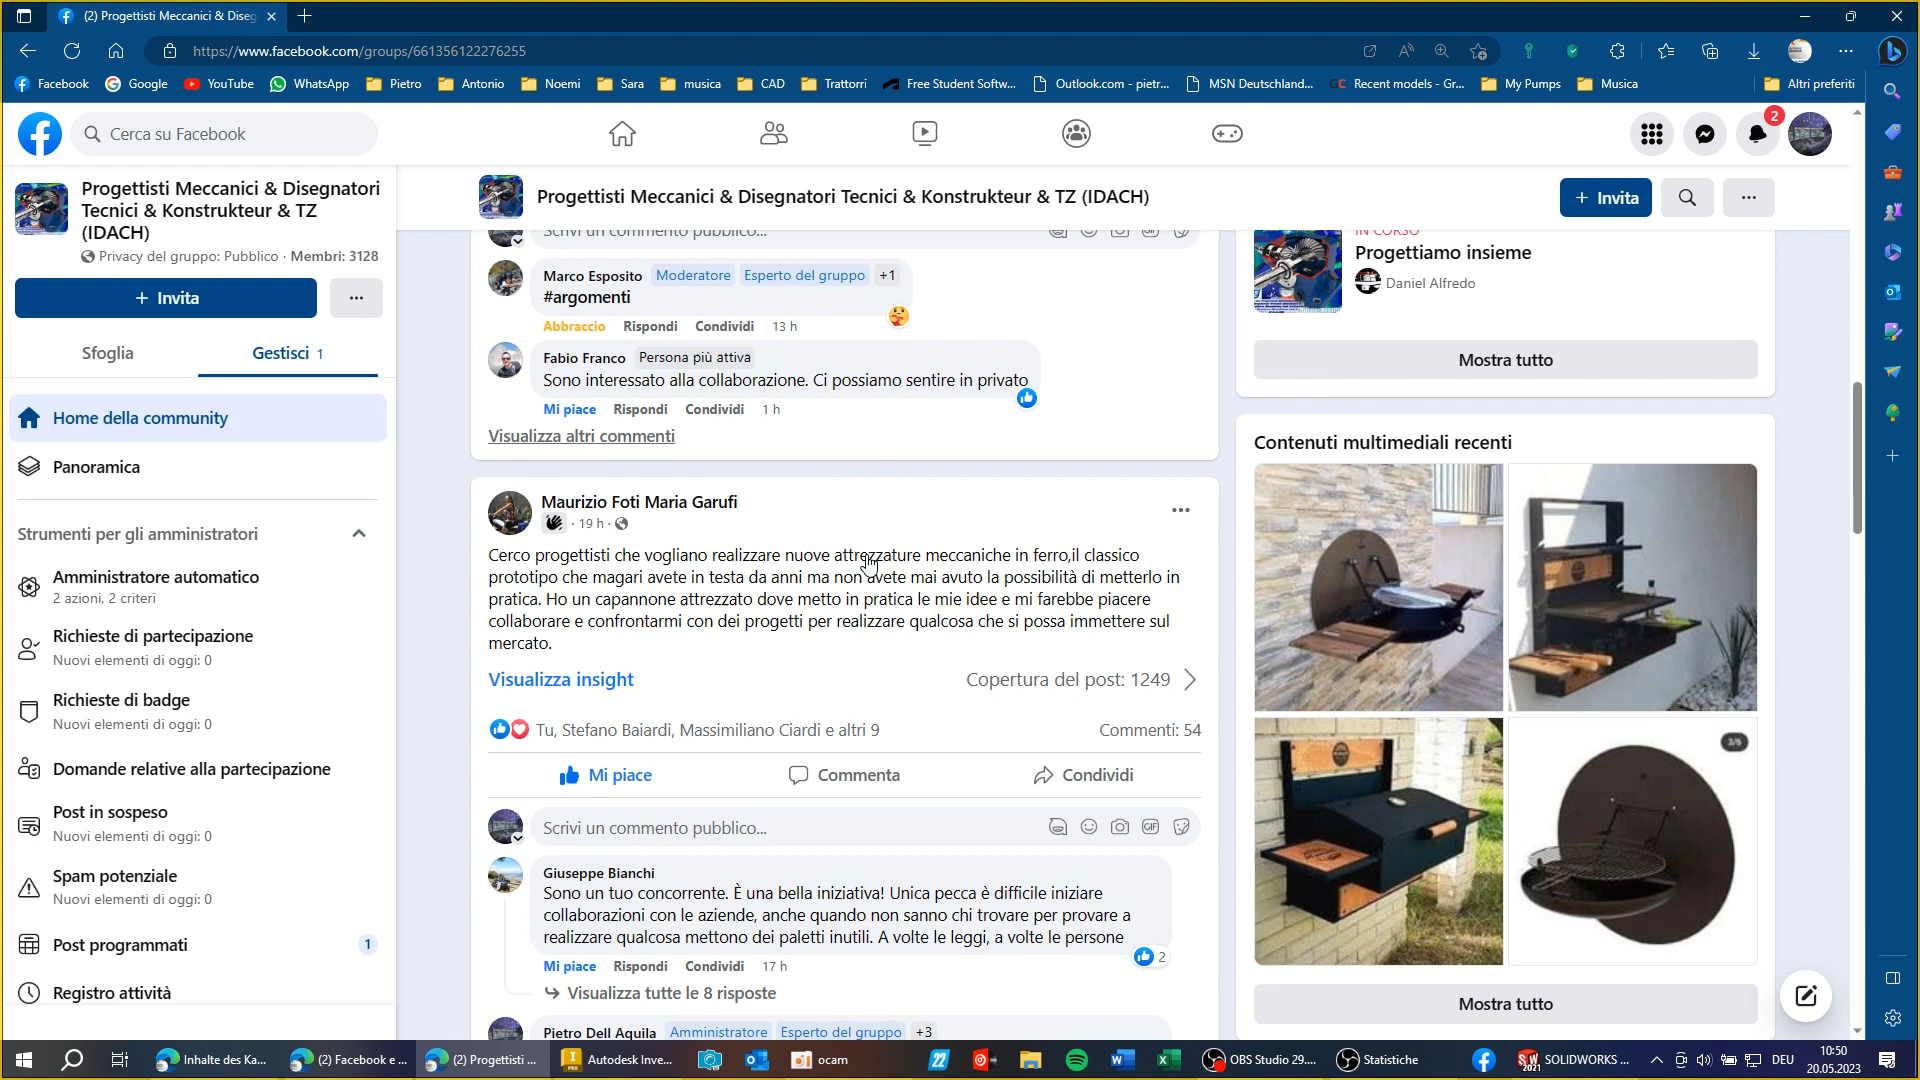 (2) Progettisti Meccanici & Diseg
https://www.facebook.com/groups/661356122276255
Facebook
Google
YouTube
WhatsApp
Pietro
Antonio
Noemi
Sara
musica
CAD
Trattorri
Free Student Softw...
Outlook.com - pietr...
MSN Deutschland...
Recent models - Gr...
My Pumps
Musica
Altri preferiti
Cerca su Facebook
2
Progettisti Meccanici & Disegnatori
Tecnici & Konstrukteur & TZ
(IDACH)
Privacy del gruppo: Pubblico · Membri: 3128
+ Invita
Sfoglia
Gestisci 1
Home della community
Panoramica
Strumenti per gli amministratori
Amministratore automatico
2 azioni, 2 criteri
Richieste di partecipazione
Nuovi elementi di oggi: 0
Richieste di badge
Nuovi elementi di oggi: 0
Domande relative alla partecipazione
Post in sospeso
Nuovi elementi di oggi: 0
Spam potenziale
Nuovi elementi di oggi: 0
Post programmati
1
Registro attività
Progettisti Meccanici & Disegnatori Tecnici & Konstrukteur & TZ (IDACH)
+ Invita
Scrivi un commento pubblico...
Marco Esposito Moderatore Esperto del gruppo +1
#argomenti
Abbraccio Rispondi Condividi 13 h
Fabio Franco Persona più attiva
Sono interessato alla collaborazione. Ci possiamo sentire in privato
Mi piace Rispondi Condividi 1 h
Visualizza altri commenti
Maurizio Foti Maria Garufi
· 19 h ·
Cerco progettisti che vogliano realizzare nuove attrezzature meccaniche in ferro,il classico
prototipo che magari avete in testa da anni ma non avete mai avuto la possibilità di metterlo in
pratica. Ho un capannone attrezzato dove metto in pratica le mie idee e mi farebbe piacere
collaborare e confrontarmi con dei progetti per realizzare qualcosa che si possa immettere sul
mercato.
Visualizza insight
Copertura del post: 1249
Tu, Stefano Baiardi, Massimiliano Ciardi e altri 9
Commenti: 54
Mi piace
Commenta
Condividi
Scrivi un commento pubblico...
GIF
Giuseppe Bianchi
Sono un tuo concorrente. È una bella iniziativa! Unica pecca è difficile iniziare
collaborazioni con le aziende, anche quando non sanno chi trovare per provare a
realizzare qualcosa mettono dei paletti inutili. A volte le leggi, a volte le persone
2
Mi piace Rispondi Condividi 17 h
Visualizza tutte le 8 risposte
Pietro Dell Aquila Amministratore Esperto del gruppo +3
IN CORSO
Progettiamo insieme
Daniel Alfredo
Mostra tutto
Contenuti multimediali recenti
3/6
Mostra tutto
Inhalte des Ka...
(2) Facebook e ...
(2) Progettisti ...
Autodesk Inve...
ocam
22
OBS Studio 29....
Statistiche
SOLIDWORKS ...
DEU
10:50
20.05.2023